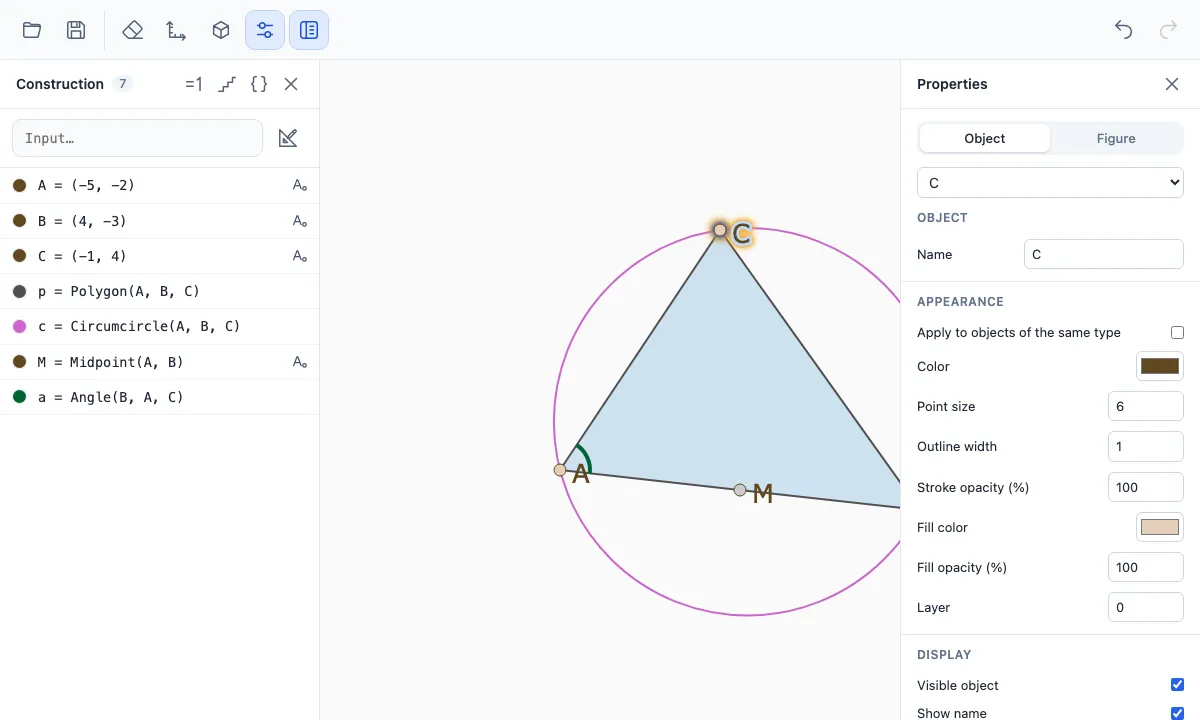 Construction 7
=1
{}
Properties
Input…
Object
Figure
C
A = (−5, −2)
B = (4, −3)
C = (−1, 4)
p = Polygon(A, B, C)
c = Circumcircle(A, B, C)
M = Midpoint(A, B)
a = Angle(B, A, C)
C
A
M
OBJECT
Name
C
APPEARANCE
Apply to objects of the same type
Color
Point size
6
Outline width
1
Stroke opacity (%)
100
Fill color
Fill opacity (%)
100
Layer
0
DISPLAY
Visible object
Show name